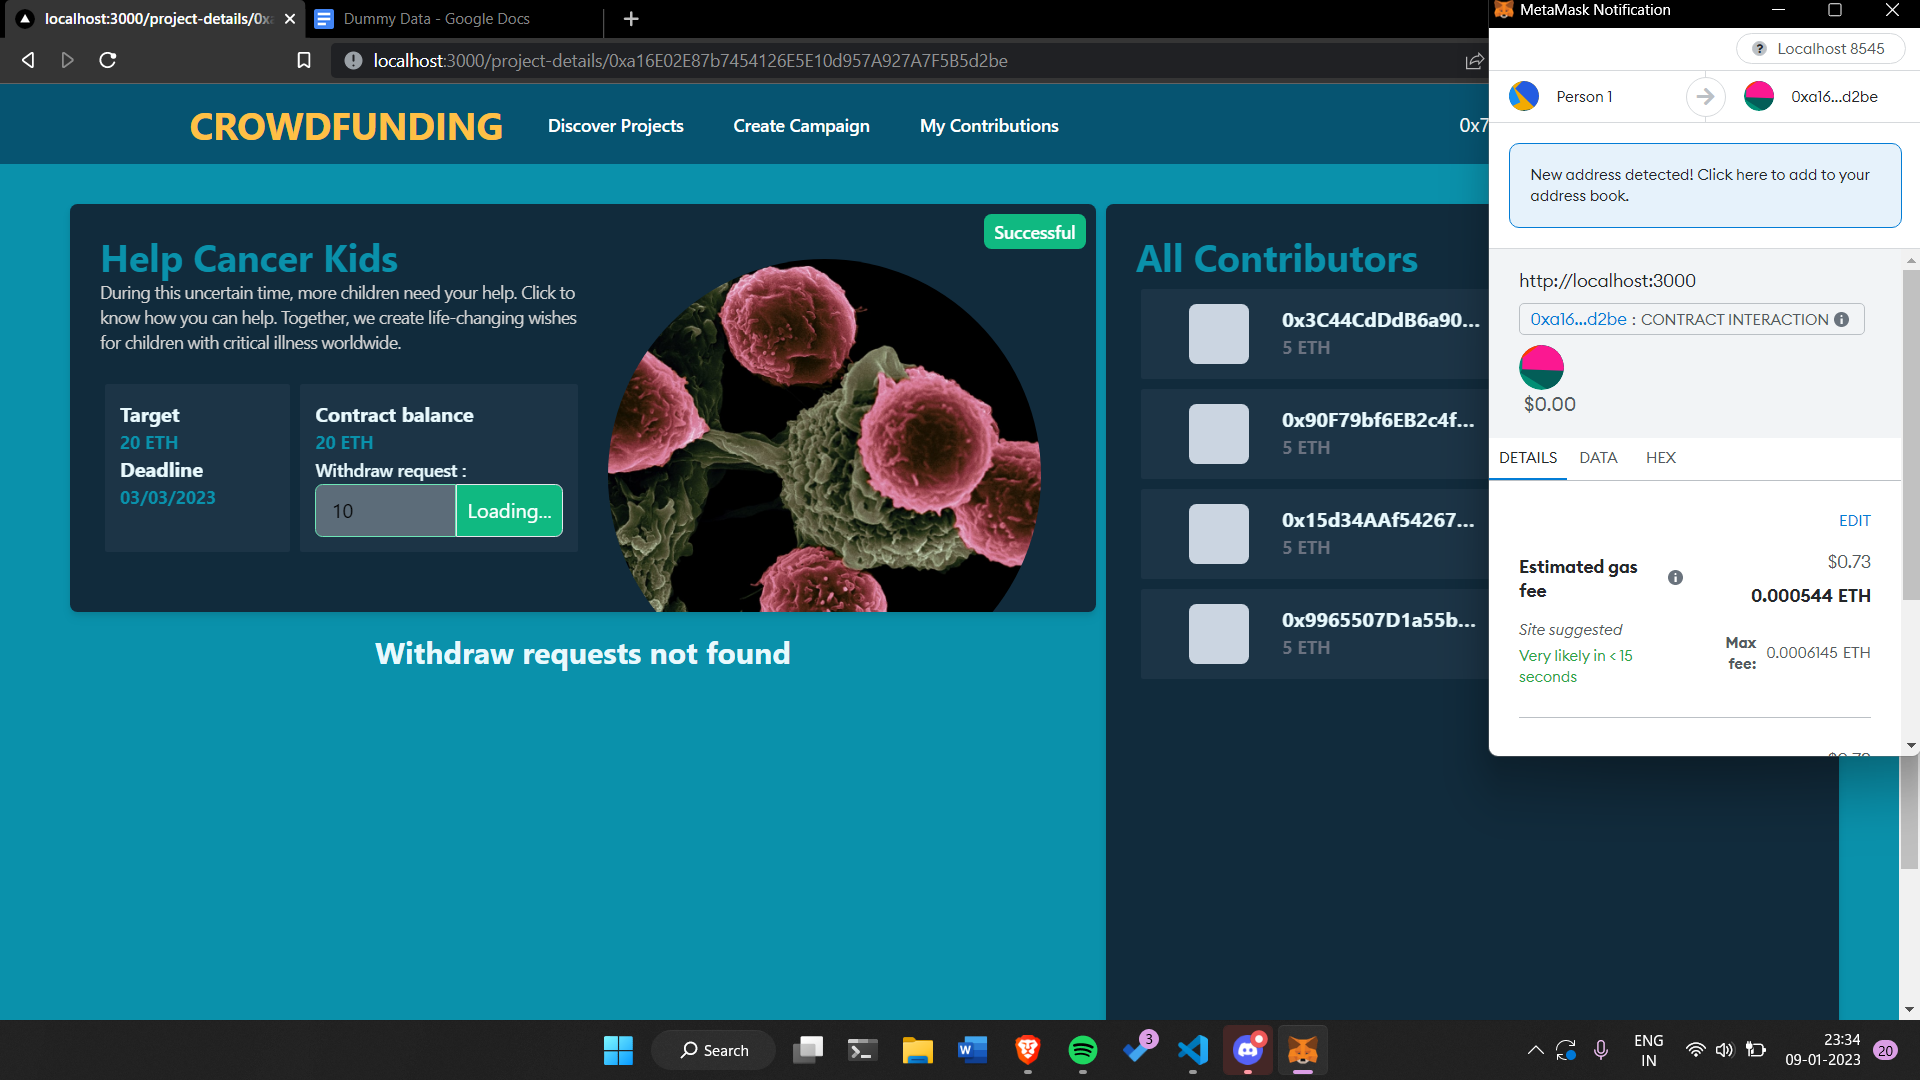 localhost:3000/project-details/0xa
Dummy Data - Google Docs
localhost:3000/project-details/0xa16E02E87b7454126E5E10d957A927A7F5B5d2be
CROWDFUNDING
Discover Projects
Create Campaign
My Contributions
0x7
Successful
Help Cancer Kids
During this uncertain time, more children need your help. Click to
know how you can help. Together, we create life-changing wishes
for children with critical illness worldwide.
Target
20 ETH
Deadline
03/03/2023
Contract balance
20 ETH
Withdraw request :
10
Loading...
Withdraw requests not found
All Contributors
0x3C44CdDdB6a90...
5 ETH
0x90F79bf6EB2c4f...
5 ETH
0x15d34AAf54267...
5 ETH
0x9965507D1a55b...
5 ETH
MetaMask Notification
Localhost 8545
Person 1
0xa16...d2be
New address detected! Click here to add to your
address book.
http://localhost:3000
0xa16...d2be : CONTRACT INTERACTION
$0.00
DETAILS
DATA
HEX
EDIT
Estimated gas
fee
$0.73
0.000544 ETH
Site suggested
Very likely in < 15
seconds
Max
fee:
0.0006145 ETH
Search
3
ENG
IN
23:34
09-01-2023
20